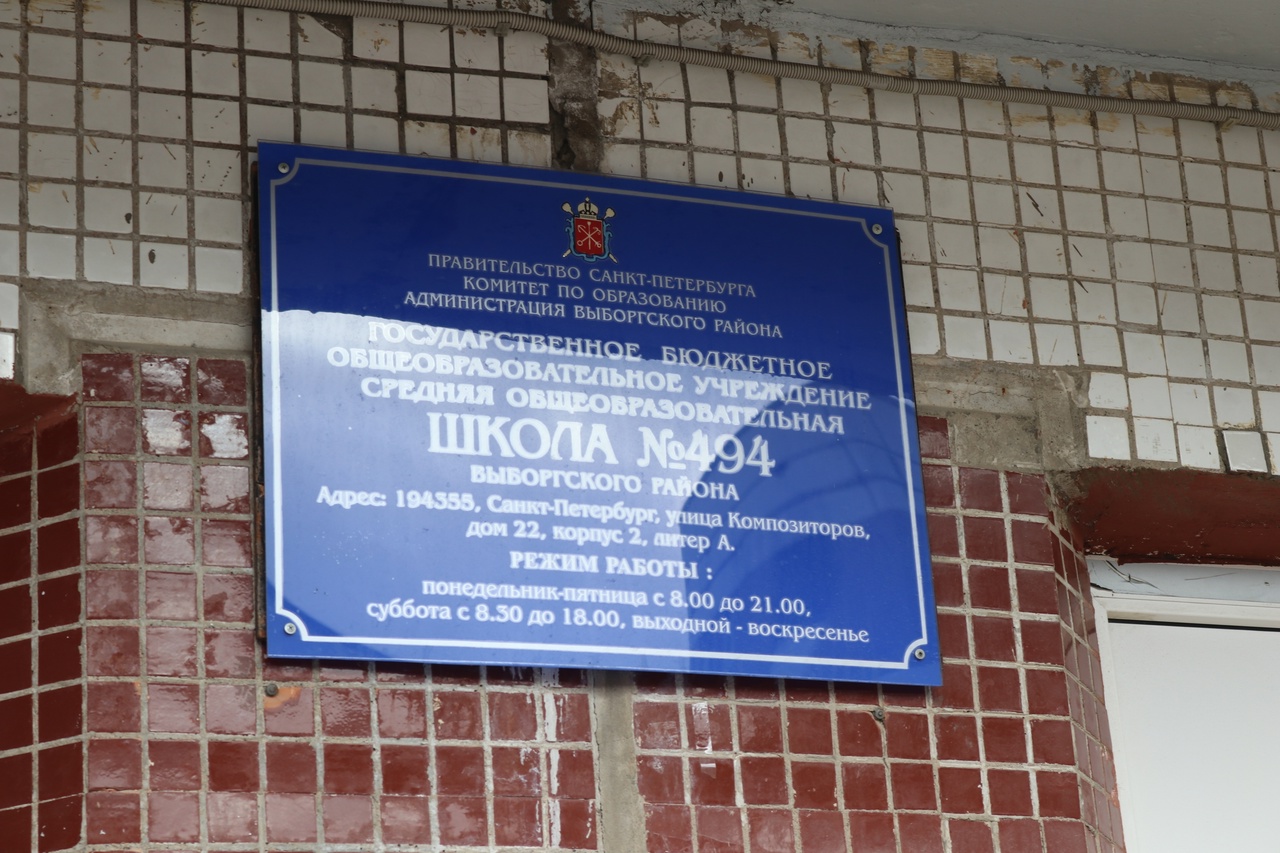 ПРАВИТЕЛЬСТВО САНКТ-ПЕТЕРБУРГА
КОМИТЕТ ПО ОБРАЗОВАНИЮ
АДМИНИСТРАЦИЯ ВЫБОРГСКОГО РАЙОНА
ГОСУДАРСТВЕННОЕ БЮДЖЕТНОЕ
ОБЩЕОБРАЗОВАТЕЛЬНОЕ УЧРЕЖДЕНИЕ
СРЕДНЯЯ ОБЩЕОБРАЗОВАТЕЛЬНАЯ
ШКОЛА №494
ВЫБОРГСКОГО РАЙОНА
Адрес: 194355, Санкт-Петербург, улица Композиторов,
дом 22, корпус 2, литер А.
РЕЖИМ РАБОТЫ :
понедельник-пятница с 8.00 до 21.00,
суббота с 8.30 до 18.00, выходной - воскресенье